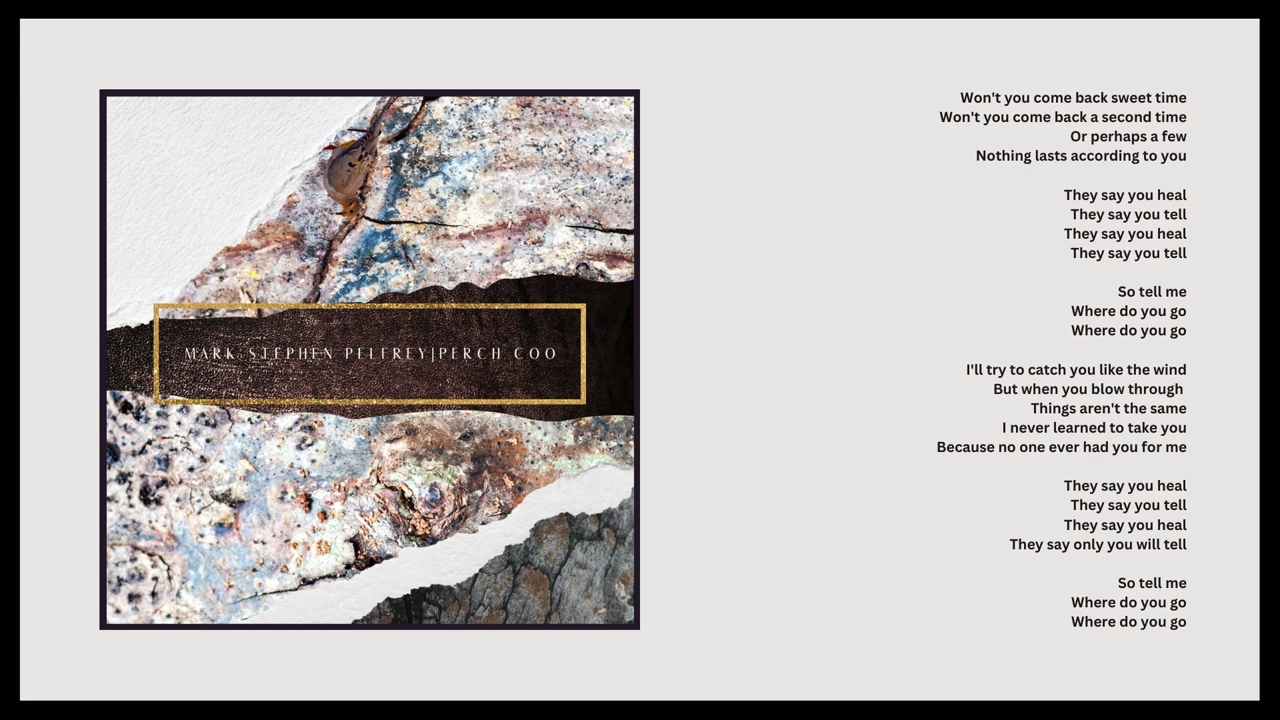 MARK STEPHEN PELFREY|PERCH COO
Won't you come back sweet time
Won't you come back a second time
Or perhaps a few
Nothing lasts according to you
They say you heal
They say you tell
They say you heal
They say you tell
So tell me
Where do you go
Where do you go
I'll try to catch you like the wind
But when you blow through
Things aren't the same
I never learned to take you
Because no one ever had you for me
They say you heal
They say you tell
They say you heal
They say only you will tell
So tell me
Where do you go
Where do you go